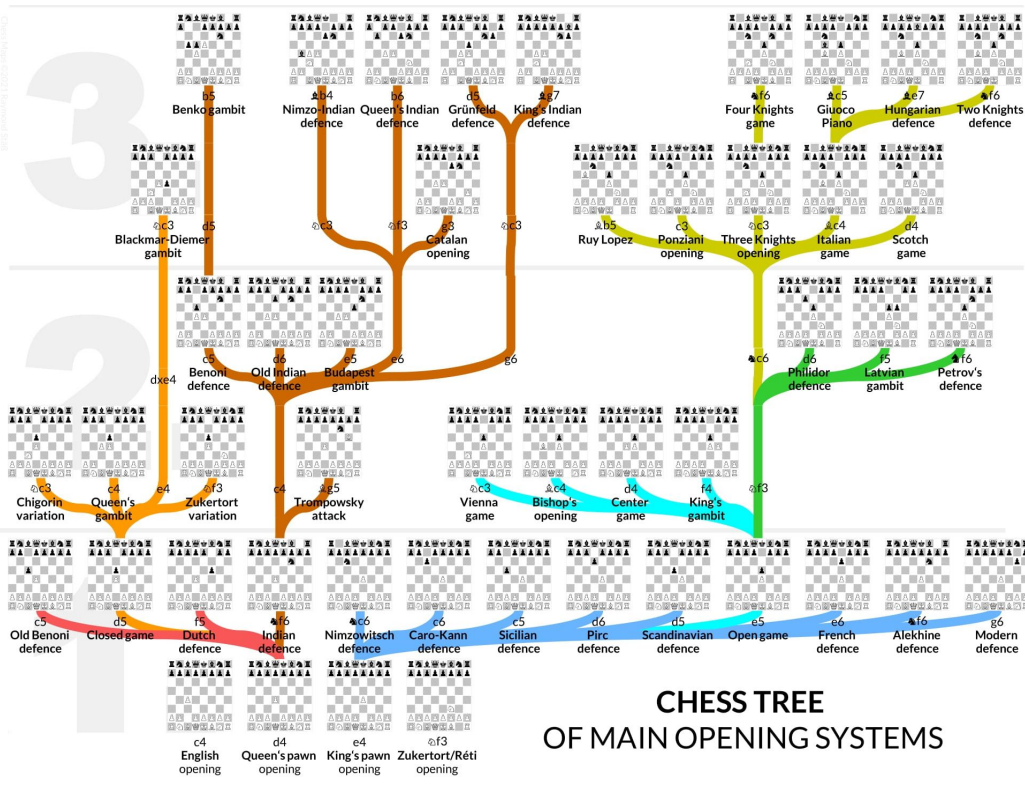 3
b5 ♝b4 b6 d5 ♝g7 ♞f6 ♝c5 ♝e7 ♞f6
Benko gambit
Nimzo-Indian
defence
Queen's Indian
defence
Grünfeld
defence
King's Indian
defence
Four Knights
game
Giuoco
Piano
Hungarian
defence
Two Knights
defence
♘c3 d5 ♘c3 ♘f3 g3 ♘c3 ♗b5 c3 ♘c3 ♗c4 d4
Blackmar-Diemer
gambit
Catalan
opening
Ruy Lopez
Ponziani
opening
Three Knights
opening
Italian
game
Scotch
game
2
c5 d6 e5 e6 g6 ♞c6 d6 f5 ♞f6
Benoni
defence
Old Indian
defence
Budapest
gambit
Philidor
defence
Latvian
gambit
Petrov's
defence
dxe4
♘c3 c4 e4 ♘f3 c4 ♗g5 ♘c3 ♗c4 d4 f4 ♘f3
Chigorin
variation
Queen's
gambit
Zukertort
variation
Trompowsky
attack
Vienna
game
Bishop's
opening
Center
game
King's
gambit
1
c5 d5 f5 ♞f6 ♞c6 c6 c5 d6 d5 e5 e6 ♞f6 g6
Old Benoni
defence
Closed game
Dutch
defence
Indian
defence
Nimzowitsch
defence
Caro-Kann
defence
Sicilian
defence
Pirc
defence
Scandinavian
defence
Open game
French
defence
Alekhine
defence
Modern
defence
c4
English
opening
d4
Queen's pawn
opening
e4
King's pawn
opening
♘f3
Zukertort/Réti
opening
CHESS TREE
OF MAIN OPENING SYSTEMS